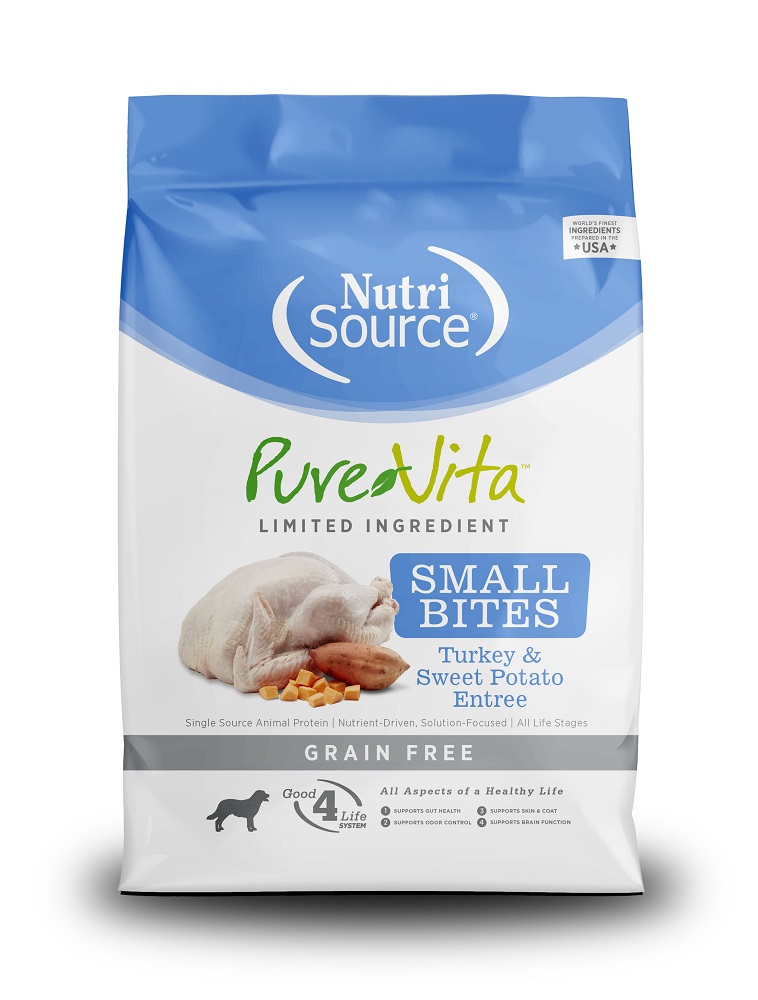 WORLD'S FINEST
INGREDIENTS
PREPARED IN THE
★USA★
Nutri
Source®
PureVita™
LIMITED INGREDIENT
SMALL
BITES
Turkey &
Sweet Potato
Entree
Single Source Animal Protein | Nutrient-Driven, Solution-Focused | All Life Stages
GRAIN FREE
Good
4
Life
SYSTEM
All Aspects of a Healthy Life
1 SUPPORTS GUT HEALTH
2 SUPPORTS ODOR CONTROL
3 SUPPORTS SKIN & COAT
4 SUPPORTS BRAIN FUNCTION